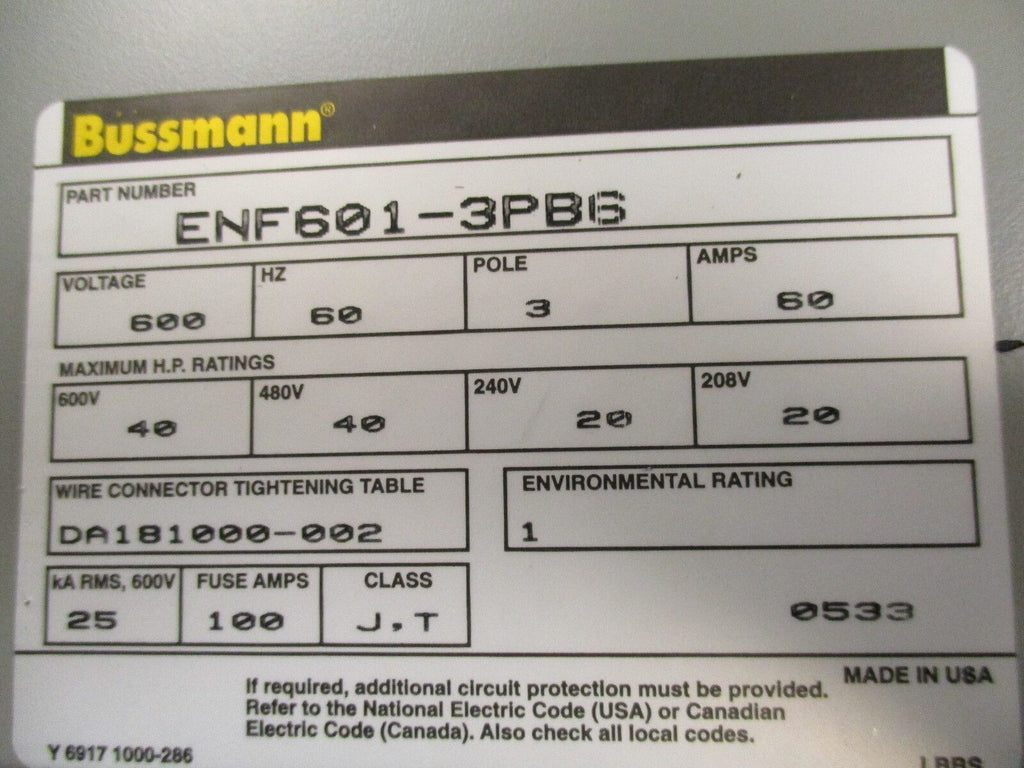 Bussmann®
PART NUMBER
ENF601-3PB6
VOLTAGE HZ POLE AMPS
600 60 3 60
MAXIMUM H.P. RATINGS
600V 480V 240V 208V
40 40 20 20
WIRE CONNECTOR TIGHTENING TABLE ENVIRONMENTAL RATING
DA181000-002 1
kA RMS, 600V FUSE AMPS CLASS
25 100 J,T 0533
MADE IN USA
If required, additional circuit protection must be provided.
Refer to the National Electric Code (USA) or Canadian
Electric Code (Canada). Also check all local codes.
Y 6917 1000-286